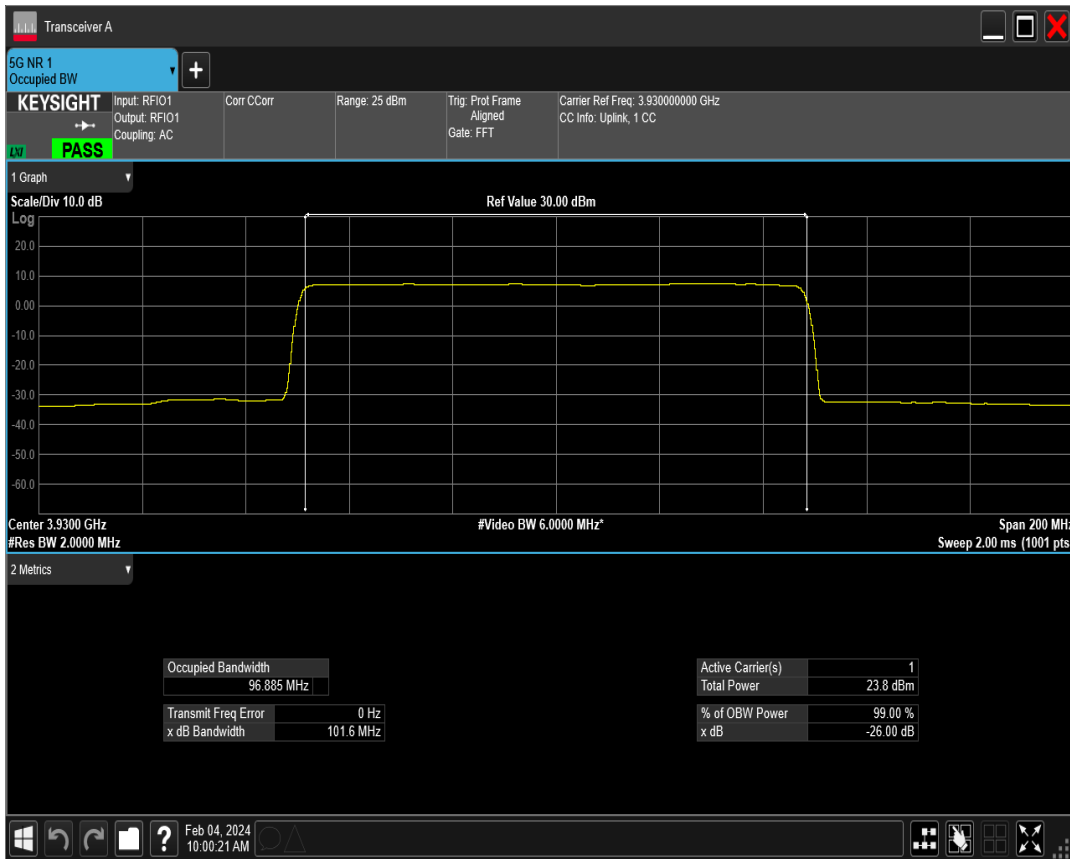 Transceiver A
5G NR 1
Occupied BW
+
KEYSIGHT
LXI
PASS
Input: RFIO1
Output: RFIO1
Coupling: AC
Corr CCorr
Range: 25 dBm
Trig: Prot Frame
Aligned
Gate: FFT
Carrier Ref Freq: 3.930000000 GHz
CC Info: Uplink, 1 CC
1 Graph
Scale/Div 10.0 dB
Ref Value 30.00 dBm
Log
20.0
10.0
0.00
-10.0
-20.0
-30.0
-40.0
-50.0
-60.0
Center 3.9300 GHz
#Video BW 6.0000 MHz*
Span 200 MHz
#Res BW 2.0000 MHz
Sweep 2.00 ms (1001 pts
2 Metrics
Occupied Bandwidth
96.885 MHz
Transmit Freq Error 0 Hz
x dB Bandwidth 101.6 MHz
Active Carrier(s) 1
Total Power 23.8 dBm
% of OBW Power 99.00 %
x dB -26.00 dB
?
Feb 04, 2024
10:00:21 AM